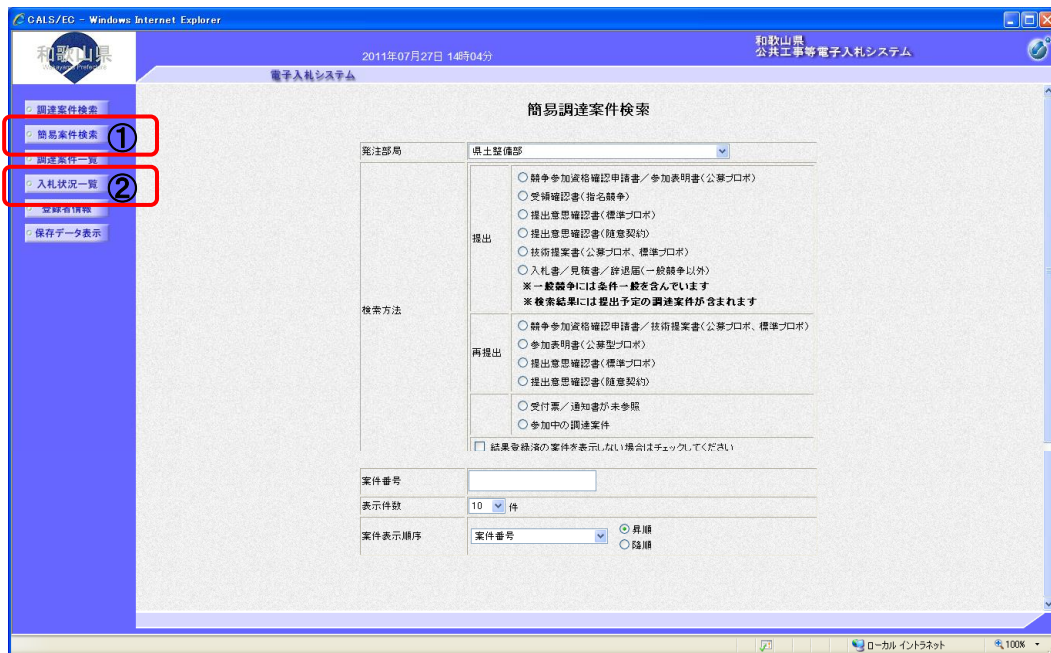 CALS/EC - Windows Internet Explorer
和歌山県
Wakayama Prefecture
2011年07月27日 14時04分
和歌山県
公共工事等電子入札システム
電子入札システム
調達案件検索
簡易案件検索
①
調達案件一覧
入札状況一覧
②
登録者情報
保存データ表示
簡易調達案件検索
発注部局
県土整備部
検索方法
提出
競争参加資格確認申請書／参加表明書(公募プロポ)
受領確認書(指名競争)
提出意思確認書(標準プロポ)
提出意思確認書(随意契約)
技術提案書(公募プロポ、標準プロポ)
入札書／見積書／辞退届(一般競争以外)
※一般競争には条件一般を含んでいます
※検索結果には提出予定の調達案件が含まれます
再提出
競争参加資格確認申請書／技術提案書(公募プロポ、標準プロポ)
参加表明書(公募型プロポ)
提出意思確認書(標準プロポ)
提出意思確認書(随意契約)
受付票／通知書が未参照
参加中の調達案件
結果登録済の案件を表示しない場合はチェックしてください
案件番号
表示件数
10 件
案件表示順序
案件番号
昇順
降順
ローカル イントラネット
100%